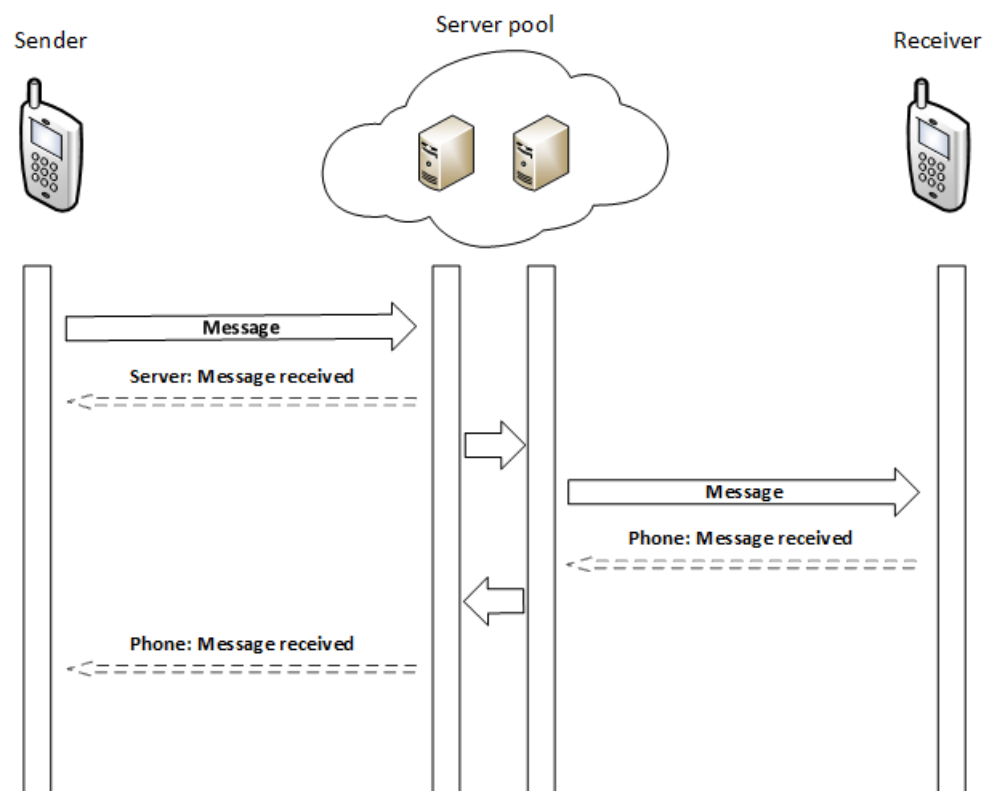 Sender
Server pool
Receiver
Message
Server: Message received
Message
Phone: Message received
Phone: Message received